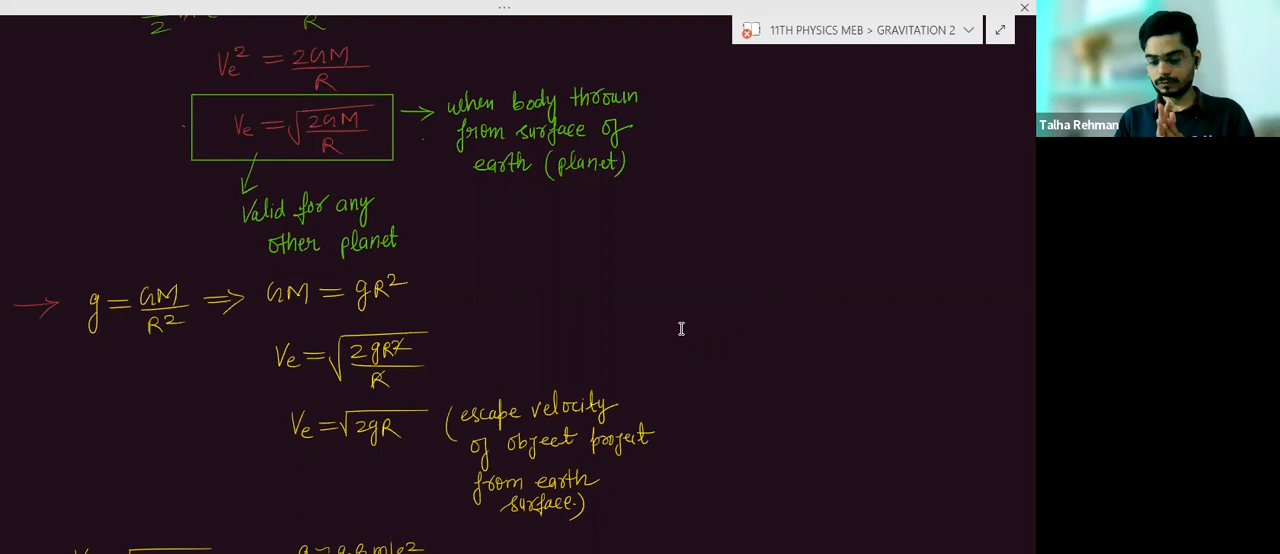 11TH PHYSICS MEB > GRAVITATION 2
Talha Rehman
Ve² = 2GM / R
Ve = √(2GM / R)
when body thrown
from surface of
earth (planet)
Valid for any
other planet
→ g = GM / R² ⇒ GM = gR²
Ve = √(2gR² / R)
Ve = √2gR
(escape velocity
of object project
from earth
surface.)